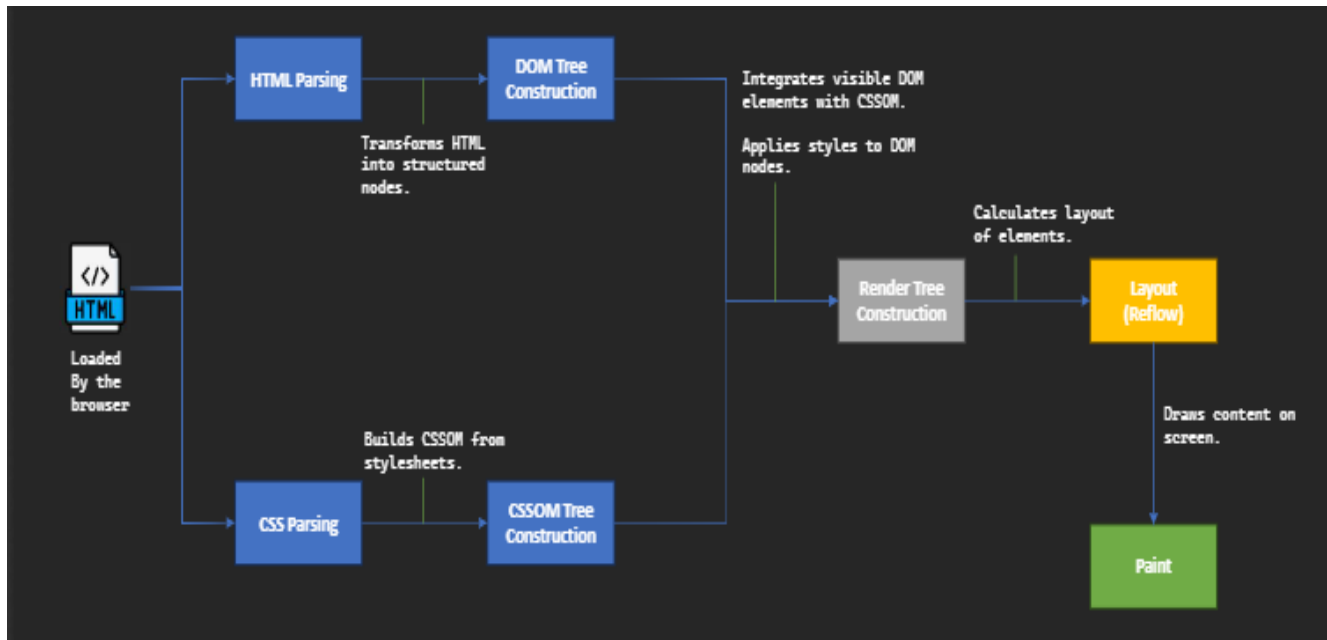 HTML Parsing
DOM Tree
Construction
Transforms HTML
into structured
nodes.
Integrates visible DOM
elements with CSSOM.
Applies styles to DOM
nodes.
Calculates layout
of elements.
</>
HTML
Loaded
By the
browser
Render Tree
Construction
Layout
(Reflow)
Draws content on
screen.
Builds CSSOM from
stylesheets.
CSS Parsing
CSSOM Tree
Construction
Paint